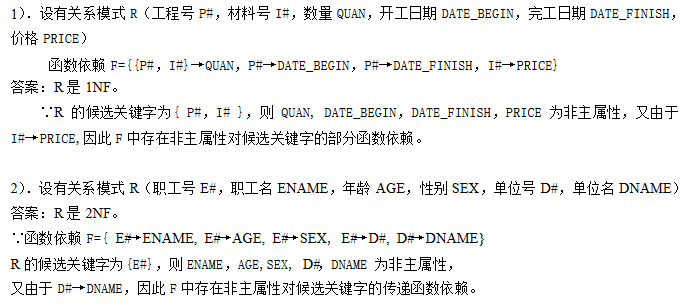 1). 设有关系模式 R（工程号 P#，材料号 I#，数量 QUAN，开工日期 DATE_BEGIN，完工日期 DATE_FINISH，
价格 PRICE）
函数依赖 F={{P#, I#}→QUAN, P#→DATE_BEGIN, P#→DATE_FINISH, I#→PRICE}
答案：R是 1NF。
∵R 的候选关键字为{ P#, I# }，则 QUAN, DATE_BEGIN, DATE_FINISH, PRICE 为非主属性，又由于
I#→PRICE,因此 F 中存在非主属性对候选关键字的部分函数依赖。
2). 设有关系模式 R（职工号 E#，职工名 ENAME，年龄 AGE，性别 SEX，单位号 D#，单位名 DNAME）
答案：R是 2NF。
∵函数依赖 F={ E#→ENAME, E#→AGE, E#→SEX, E#→D#, D#→DNAME}
R 的候选关键字为{E#}，则 ENAME, AGE,SEX, D#, DNAME 为非主属性，
又由于 D#→DNAME，因此 F 中存在非主属性对候选关键字的传递函数依赖。